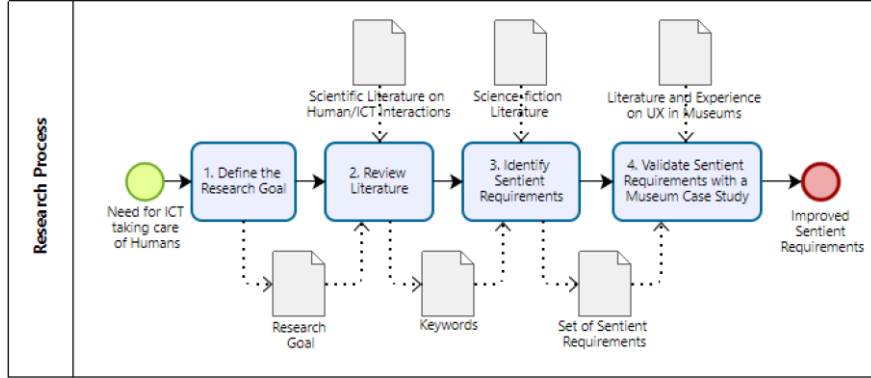 Research Process
Scientific Literature on
Human/ICT Interactions
Science-fiction
Literature
Literature and Experience
on UX in Museums
Need for ICT
taking care
of Humans
1. Define the
Research Goal
2. Review
Literature
3. Identify
Sentient
Requirements
4. Validate Sentient
Requirements with a
Museum Case Study
Improved
Sentient
Requirements
Research
Goal
Keywords
Set of Sentient
Requirements